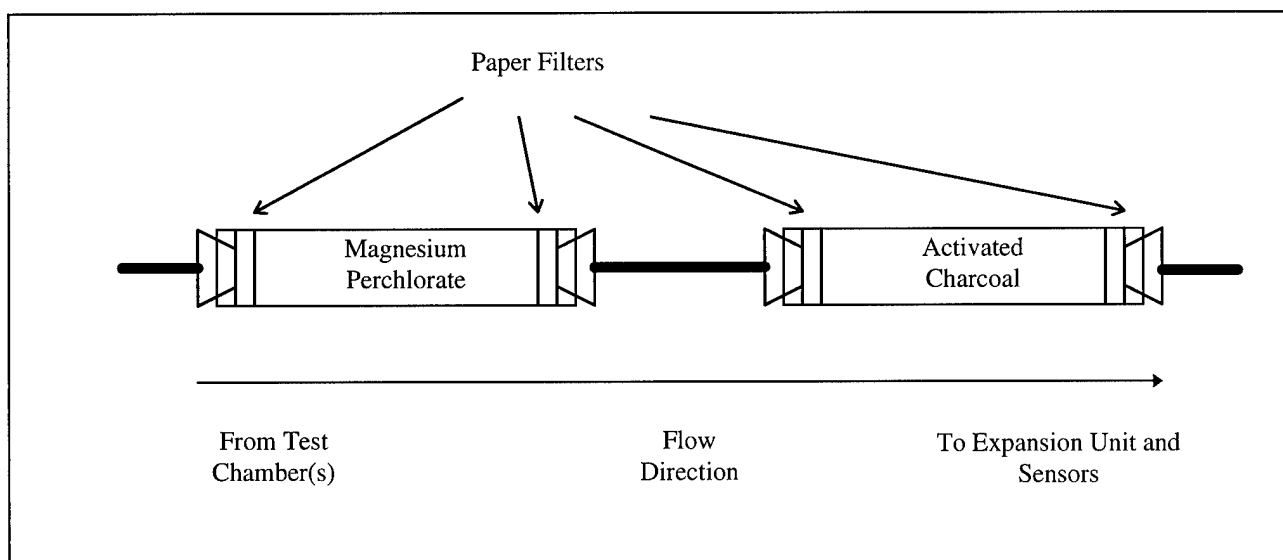 Paper Filters
Magnesium
Perchlorate
Activated
Charcoal
From Test
Chamber(s)
Flow
Direction
To Expansion Unit and
Sensors